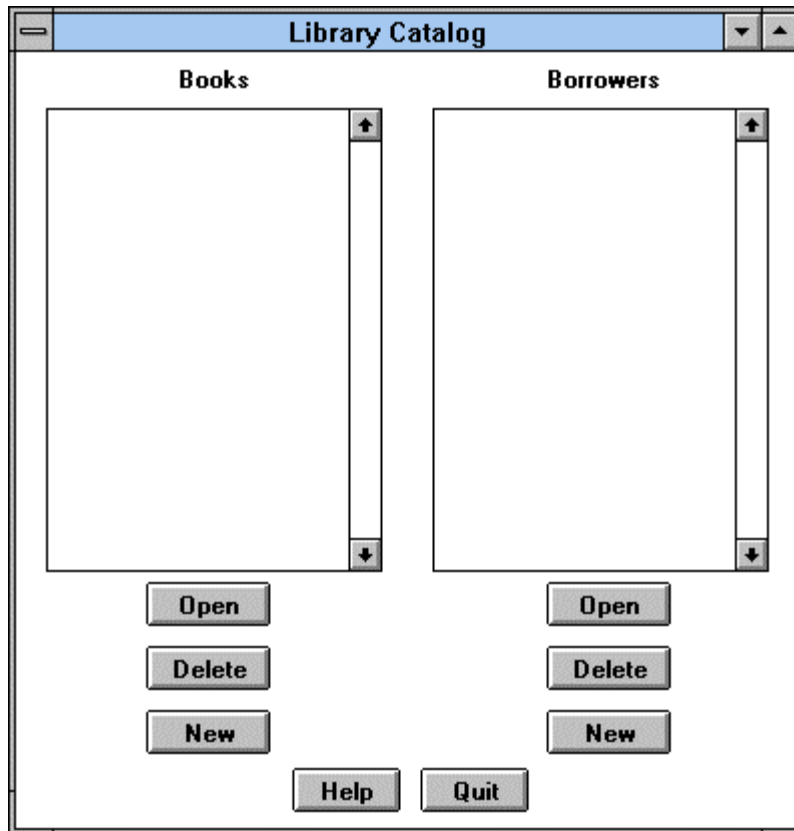 Library Catalog
Books Borrowers
Open Open
Delete Delete
New New
Help Quit